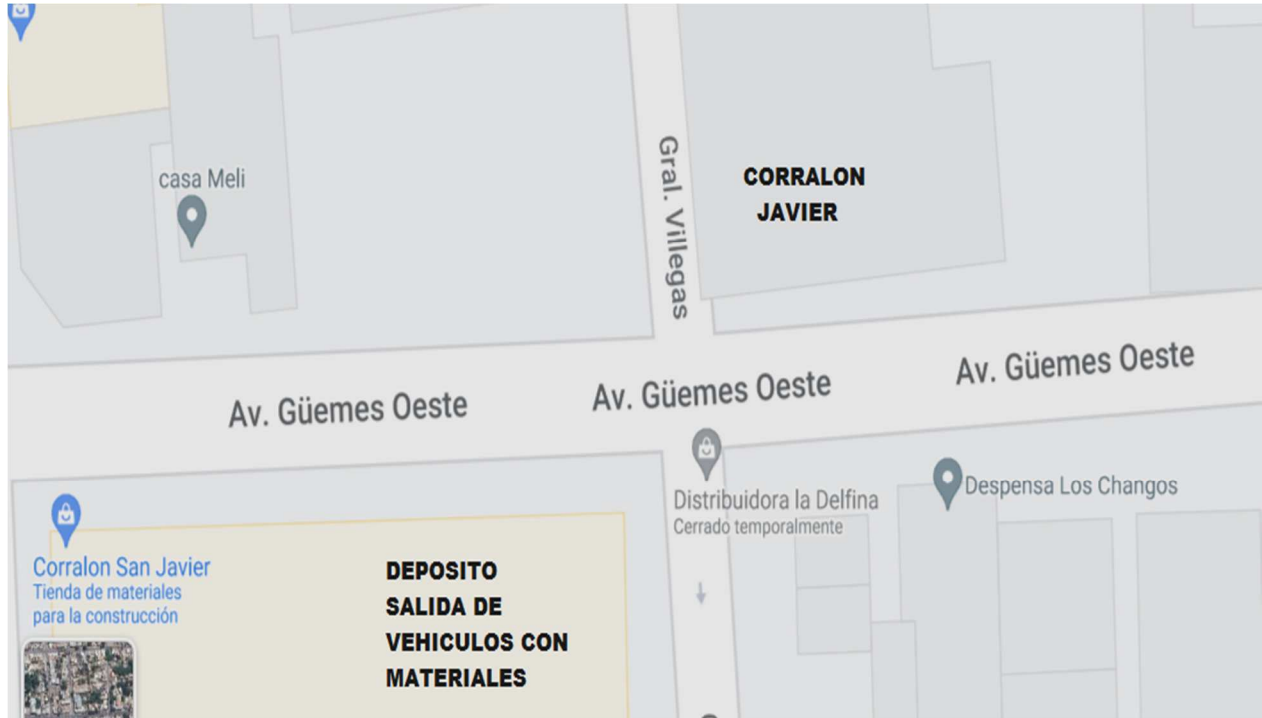 casa Meli
Gral. Villegas
CORRALON
JAVIER
Av. Güemes Oeste
Av. Güemes Oeste
Av. Güemes Oeste
Distribuidora la Delfina
Cerrado temporalmente
Despensa Los Changos
Corralon San Javier
Tienda de materiales
para la construcción
DEPOSITO
SALIDA DE
VEHICULOS CON
MATERIALES